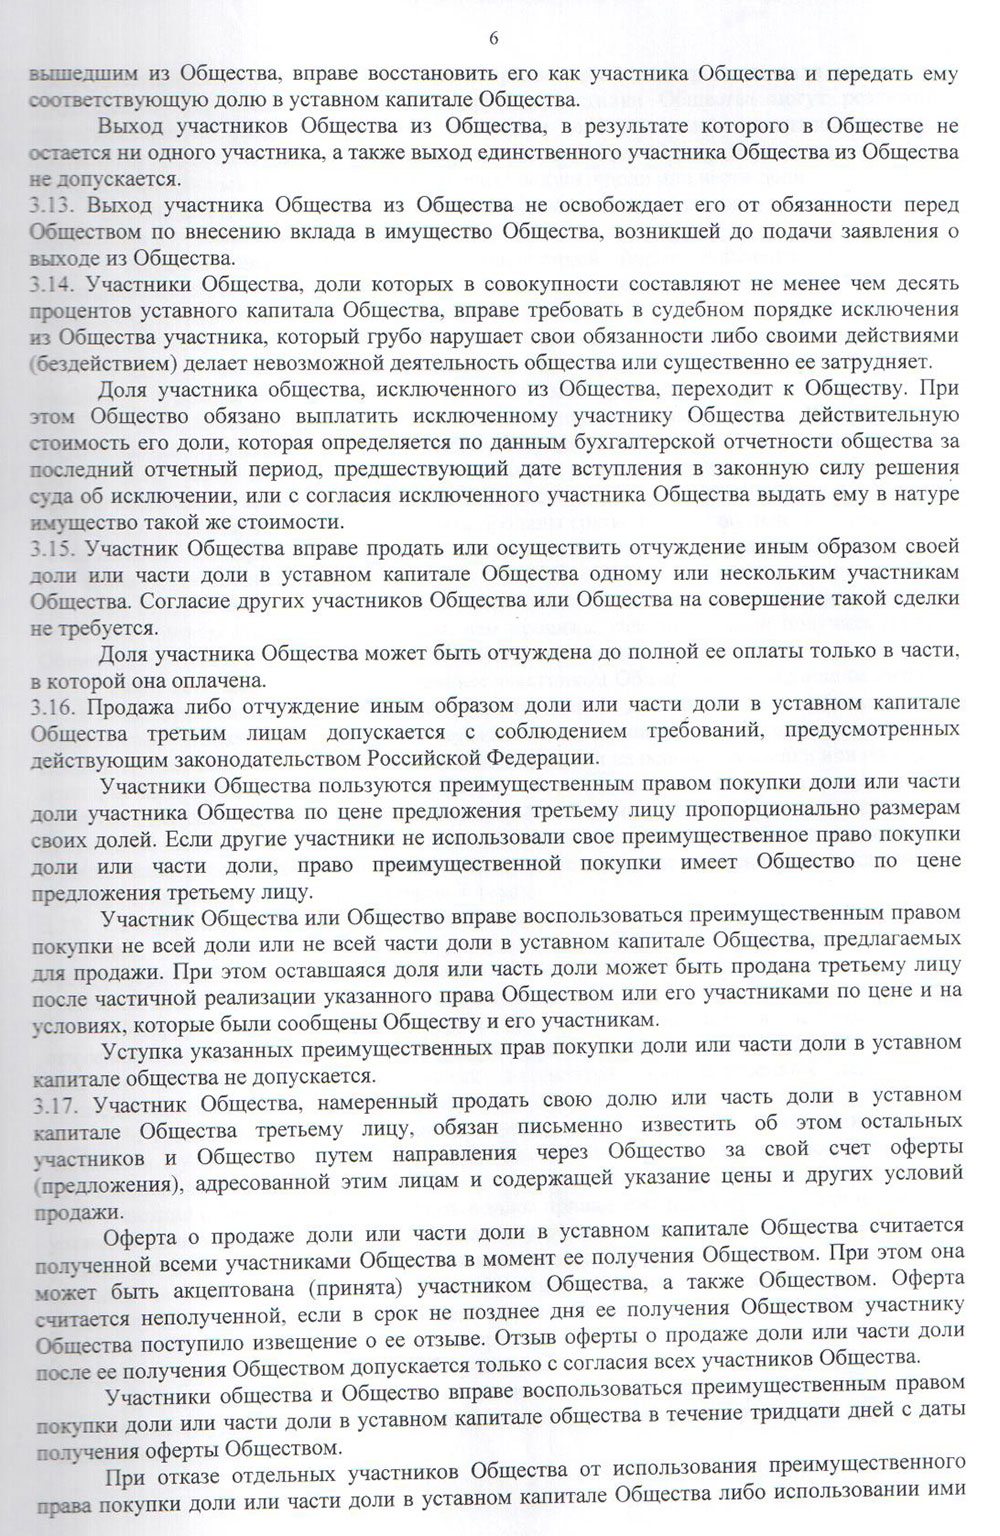 6
вышедшим из Общества, вправе восстановить его как участника Общества и передать ему
соответствующую долю в уставном капитале Общества.
Выход участников Общества из Общества, в результате которого в Обществе не
остается ни одного участника, а также выход единственного участника Общества из Общества
не допускается.
3.13. Выход участника Общества из Общества не освобождает его от обязанности перед
Обществом по внесению вклада в имущество Общества, возникшей до подачи заявления о
выходе из Общества.
3.14. Участники Общества, доли которых в совокупности составляют не менее чем десять
процентов уставного капитала Общества, вправе требовать в судебном порядке исключения
из Общества участника, который грубо нарушает свои обязанности либо своими действиями
(бездействием) делает невозможной деятельность общества или существенно ее затрудняет.
Доля участника общества, исключенного из Общества, переходит к Обществу. При
этом Общество обязано выплатить исключенному участнику Общества действительную
стоимость его доли, которая определяется по данным бухгалтерской отчетности общества за
последний отчетный период, предшествующий дате вступления в законную силу решения
суда об исключении, или с согласия исключенного участника Общества выдать ему в натуре
имущество такой же стоимости.
3.15. Участник Общества вправе продать или осуществить отчуждение иным образом своей
доли или части доли в уставном капитале Общества одному или нескольким участникам
Общества. Согласие других участников Общества или Общества на совершение такой сделки
не требуется.
Доля участника Общества может быть отчуждена до полной ее оплаты только в части,
в которой она оплачена.
3.16. Продажа либо отчуждение иным образом доли или части доли в уставном капитале
Общества третьим лицам допускается с соблюдением требований, предусмотренных
действующим законодательством Российской Федерации.
Участники Общества пользуются преимущественным правом покупки доли или части
доли участника Общества по цене предложения третьему лицу пропорционально размерам
своих долей. Если другие участники не использовали свое преимущественное право покупки
доли или части доли, право преимущественной покупки имеет Общество по цене
предложения третьему лицу.
Участник Общества или Общество вправе воспользоваться преимущественным правом
покупки не всей доли или не всей части доли в уставном капитале Общества, предлагаемых
для продажи. При этом оставшаяся доля или часть доли может быть продана третьему лицу
после частичной реализации указанного права Обществом или его участниками по цене и на
условиях, которые были сообщены Обществу и его участникам.
Уступка указанных преимущественных прав покупки доли или части доли в уставном
капитале общества не допускается.
3.17. Участник Общества, намеренный продать свою долю или часть доли в уставном
капитале Общества третьему лицу, обязан письменно известить об этом остальных
участников и Общество путем направления через Общество за свой счет оферты
(предложения), адресованной этим лицам и содержащей указание цены и других условий
продажи.
Оферта о продаже доли или части доли в уставном капитале Общества считается
полученной всеми участниками Общества в момент ее получения Обществом. При этом она
может быть акцептована (принята) участником Общества, а также Обществом. Оферта
считается неполученной, если в срок не позднее дня ее получения Обществом участнику
Общества поступило извещение о ее отзыве. Отзыв оферты о продаже доли или части доли
после ее получения Обществом допускается только с согласия всех участников Общества.
Участники общества и Общество вправе воспользоваться преимущественным правом
покупки доли или части доли в уставном капитале общества в течение тридцати дней с даты
получения оферты Обществом.
При отказе отдельных участников Общества от использования преимущественного
права покупки доли или части доли в уставном капитале Общества либо использовании ими